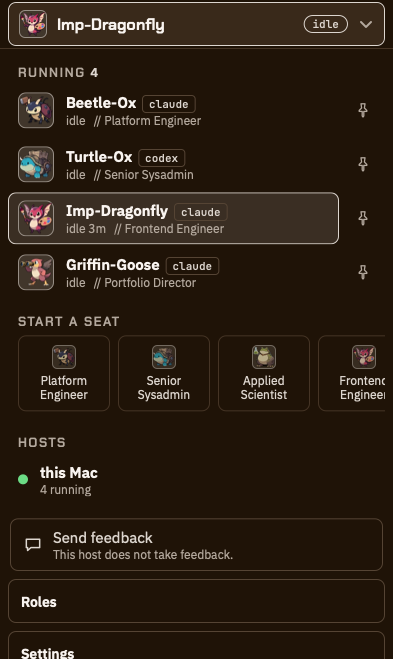 Imp-Dragonfly idle
RUNNING 4
Beetle-Ox claude
idle // Platform Engineer
Turtle-Ox codex
idle // Senior Sysadmin
Imp-Dragonfly claude
idle 3m // Frontend Engineer
Griffin-Goose claude
idle // Portfolio Director
START A SEAT
Platform
Engineer
Senior
Sysadmin
Applied
Scientist
Frontend
Engineer
HOSTS
this Mac
4 running
Send feedback
This host does not take feedback.
Roles
Settings